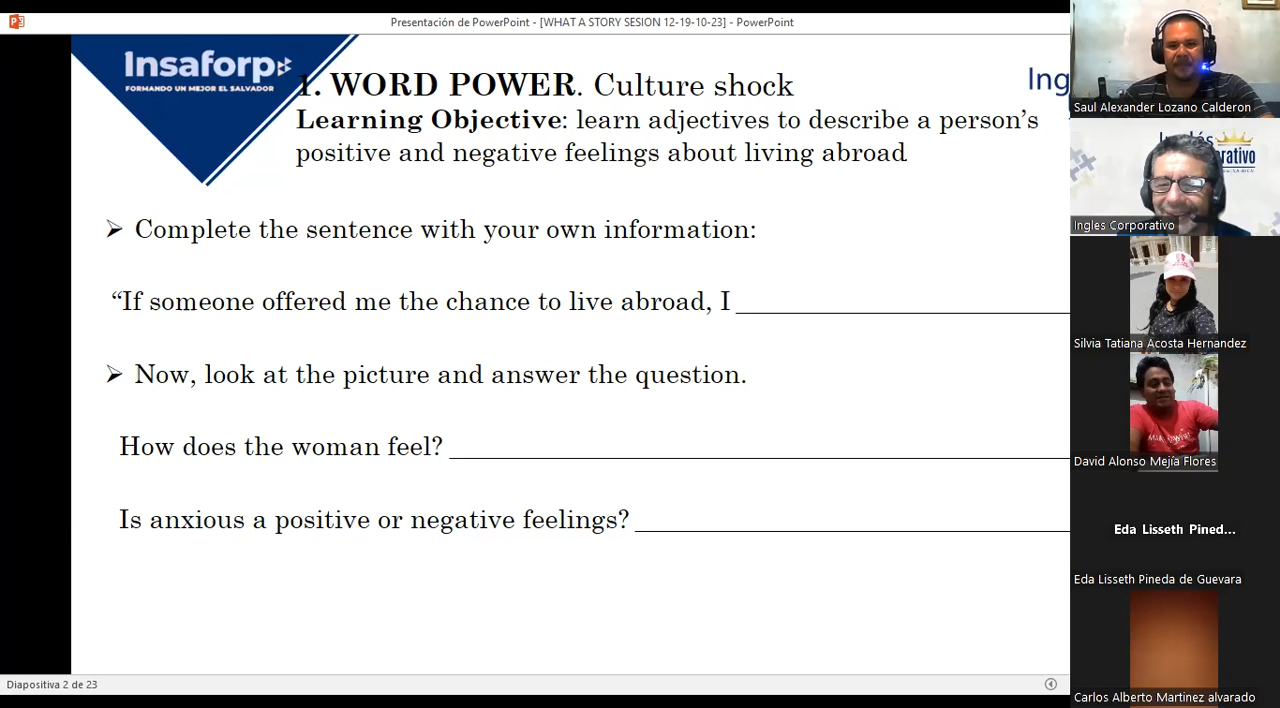 Presentación de PowerPoint - [WHAT A STORY SESION 12-19-10-23] - PowerPoint
Insaforp
FORMANDO UN MEJOR EL SALVADOR
1. WORD POWER. Culture shock
Ing
Learning Objective: learn adjectives to describe a person's
positive and negative feelings about living abroad
➢ Complete the sentence with your own information:
“If someone offered me the chance to live abroad, I
➢ Now, look at the picture and answer the question.
How does the woman feel?
Is anxious a positive or negative feelings?
Diapositiva 2 de 23
Saul Alexander Lozano Calderon
Ingles Corporativo
Silvia Tatiana Acosta Hernandez
David Alonso Mejía Flores
Eda Lisseth Pined...
Eda Lisseth Pineda de Guevara
Carlos Alberto Martinez alvarado